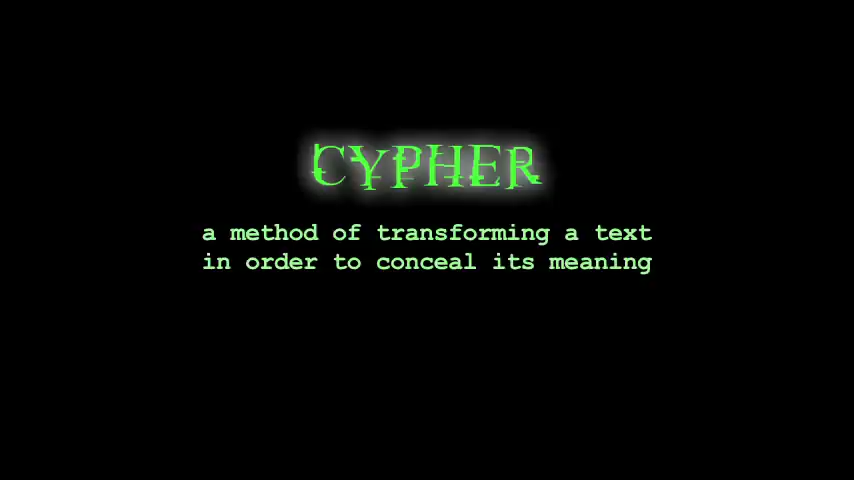 CYPHER
a method of transforming a text
in order to conceal its meaning